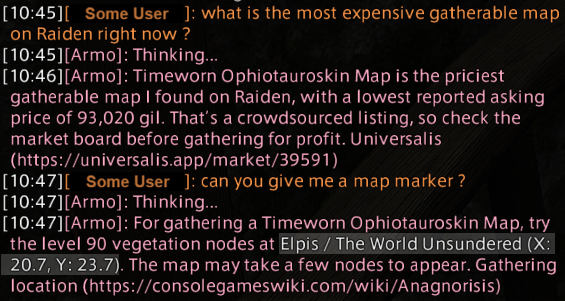 [10:45][ Some User ]: what is the most expensive gatherable map
on Raiden right now ?
[10:45][Armo]: Thinking...
[10:46][Armo]: Timeworn Ophiotauroskin Map is the priciest
gatherable map I found on Raiden, with a lowest reported asking
price of 93,020 gil. That's a crowdsourced listing, so check the
market board before gathering for profit. Universalis
(https://universalis.app/market/39591)
[10:47][ Some User ]: can you give me a map marker ?
[10:47][Armo]: Thinking...
[10:47][Armo]: For gathering a Timeworn Ophiotauroskin Map, try
the level 90 vegetation nodes at Elpis / The World Unsundered (X:
20.7, Y: 23.7). The map may take a few nodes to appear. Gathering
location (https://consolegameswiki.com/wiki/Anagnorisis)